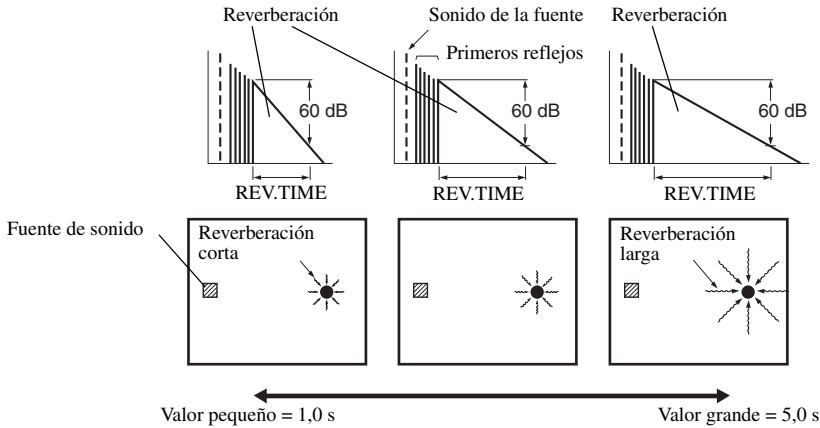 Reverberación
Sonido de la fuente
Reverberación
Primeros reflejos
60 dB
60 dB
60 dB
REV.TIME
REV.TIME
REV.TIME
Fuente de sonido
Reverberación
corta
Reverberación
larga
Valor pequeño = 1,0 s
Valor grande = 5,0 s